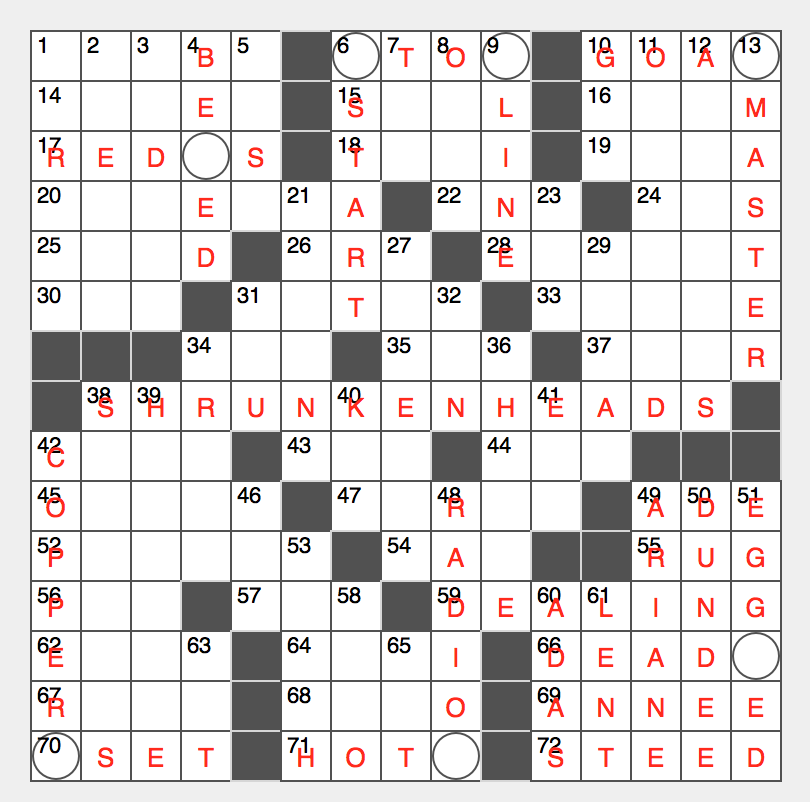 1 2 3 4 5 6 7 8 9 10 11 12 13
B T O G O A
14 15 16
E S L M
17 18 19
R E D S T I A
20 21 22 23 24
E A N S
25 26 27 28 29
D R E T
30 31 32 33
T E
34 35 36 37
R
38 39 40 41
S H R U N K E N H E A D S
42 43 44
C
45 46 47 48 49 50 51
O R A D E
52 53 54 55
P A R U G
56 57 58 59 60 61
P D E A L I N G
62 63 64 65 66
E I D E A D
67 68 69
R O A N N E E
70 71 72
S E T H O T S T E E D